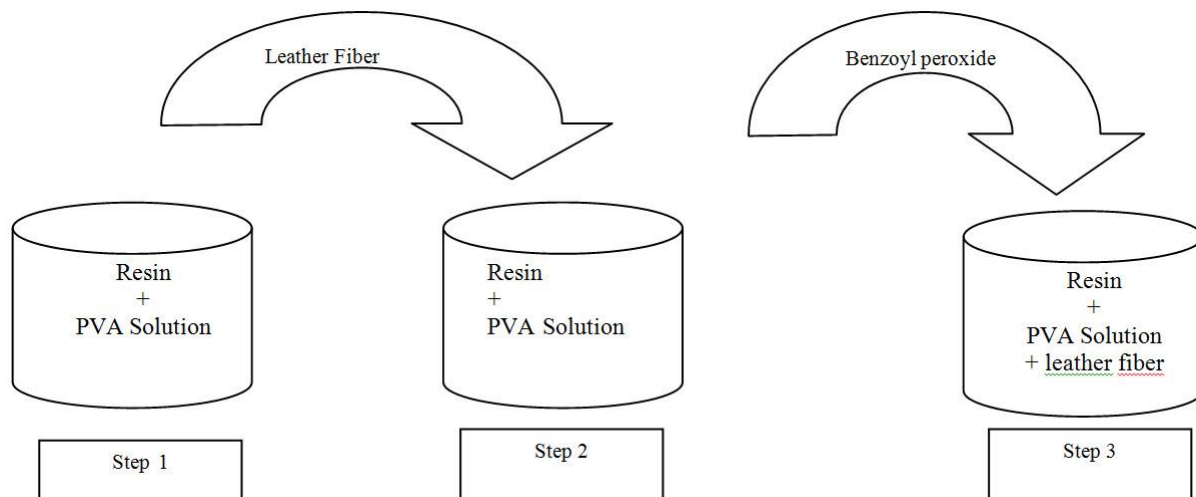 Leather Fiber
Benzoyl peroxide
Resin
+
PVA Solution
Resin
+
PVA Solution
Resin
+
PVA Solution
+ leather fiber
Step 1
Step 2
Step 3